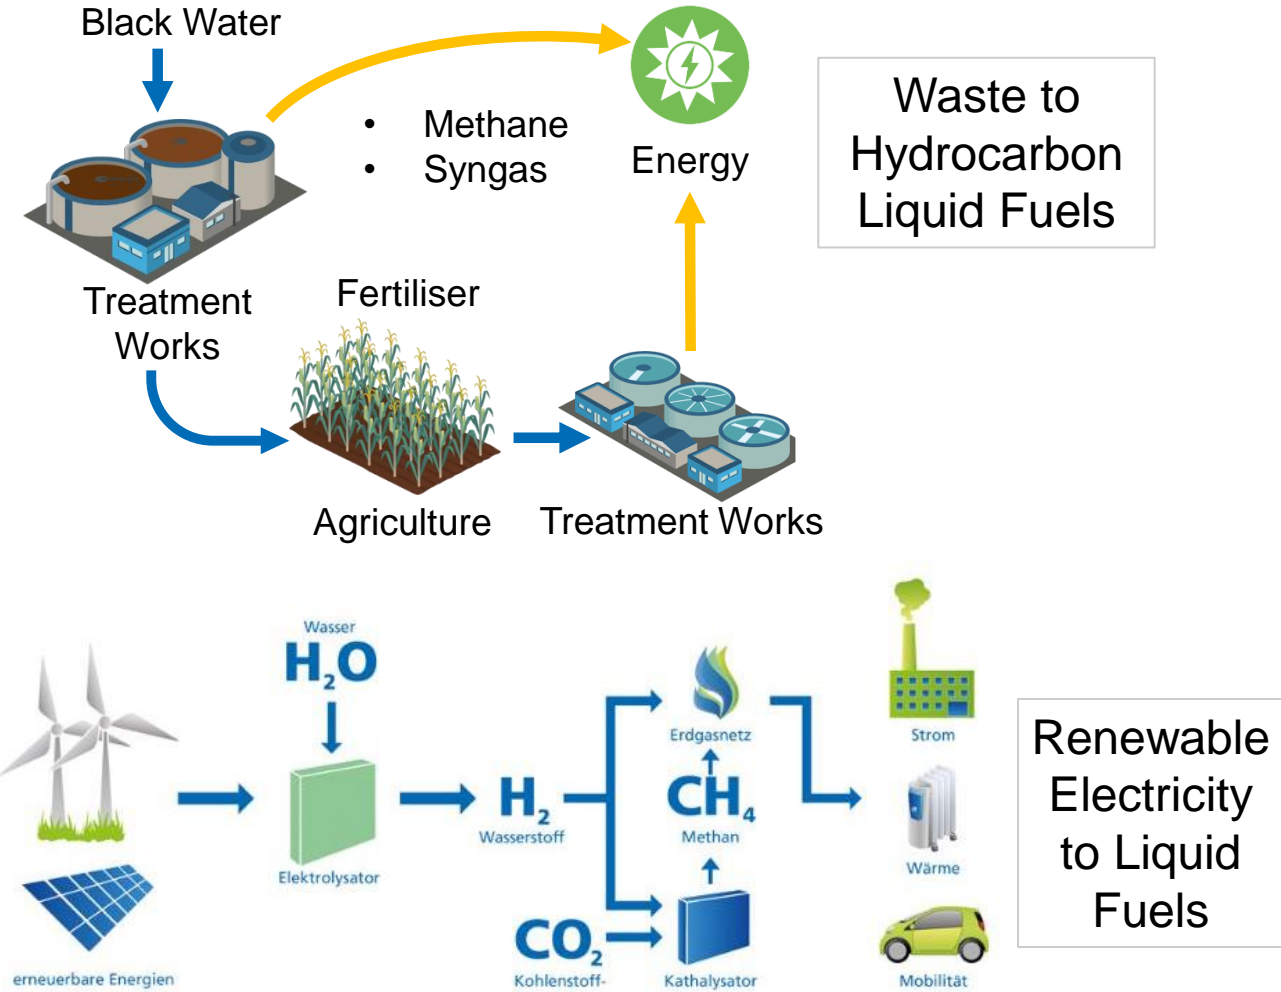 Black Water
• Methane
• Syngas
Energy
Waste to
Hydrocarbon
Liquid Fuels
Treatment
Works
Fertiliser
Agriculture
Treatment Works
Wasser
H₂O
Elektrolysator
erneuerbare Energien
H₂
Wasserstoff
Erdgasnetz
CH₄
Methan
CO₂
Kohlenstoff-
Kathalysator
Strom
Wärme
Mobilität
Renewable
Electricity
to Liquid
Fuels